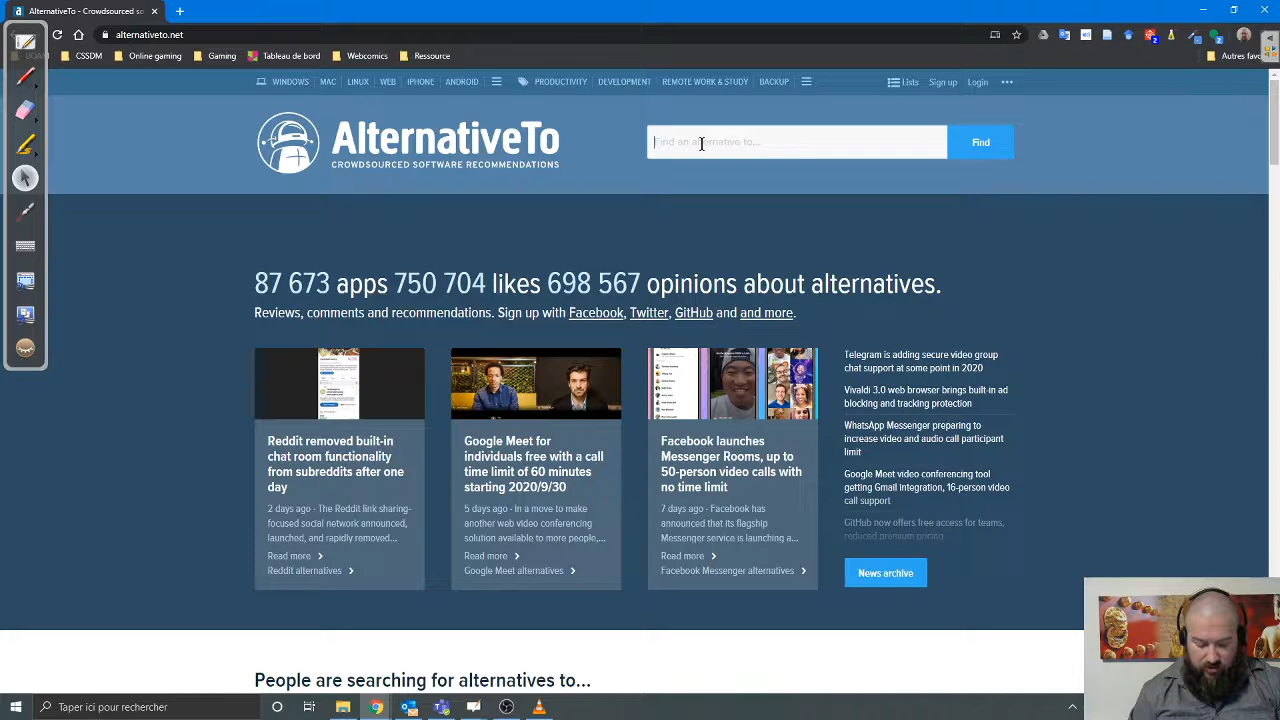 AlternativeTo - Crowdsourced so
alternativeto.net
CSSDM
Online gaming
Gaming
Tableau de bord
Webcomics
Ressource
Autres favo
WINDOWS MAC LINUX WEB IPHONE ANDROID
PRODUCTIVITY DEVELOPMENT REMOTE WORK & STUDY BACKUP
Lists Sign up Login
AlternativeTo
CROWDSOURCED SOFTWARE RECOMMENDATIONS
Find an alternative to...
Find
87 673 apps 750 704 likes 698 567 opinions about alternatives.
Reviews, comments and recommendations. Sign up with Facebook, Twitter, GitHub and and more.
Reddit removed built-in
chat room functionality
from subreddits after one
day
2 days ago · The Reddit link sharing-
focused social network announced,
launched, and rapidly removed...
Read more
Reddit alternatives
Google Meet for
individuals free with a call
time limit of 60 minutes
starting 2020/9/30
5 days ago · In a move to make
another web video conferencing
solution available to more people,...
Read more
Google Meet alternatives
Facebook launches
Messenger Rooms, up to
50-person video calls with
no time limit
7 days ago · Facebook has
announced that its flagship
Messenger service is launching a...
Read more
Facebook Messenger alternatives
Telegram is adding secure video group
chat support at some point in 2020
Vivaldi 3.0 web browser brings built-in ad
blocking and tracking protection
WhatsApp Messenger preparing to
increase video and audio call participant
limit
Google Meet video conferencing tool
getting Gmail integration, 16-person video
call support
GitHub now offers free access for teams,
reduced premium pricing
News archive
People are searching for alternatives to...
Taper ici pour rechercher